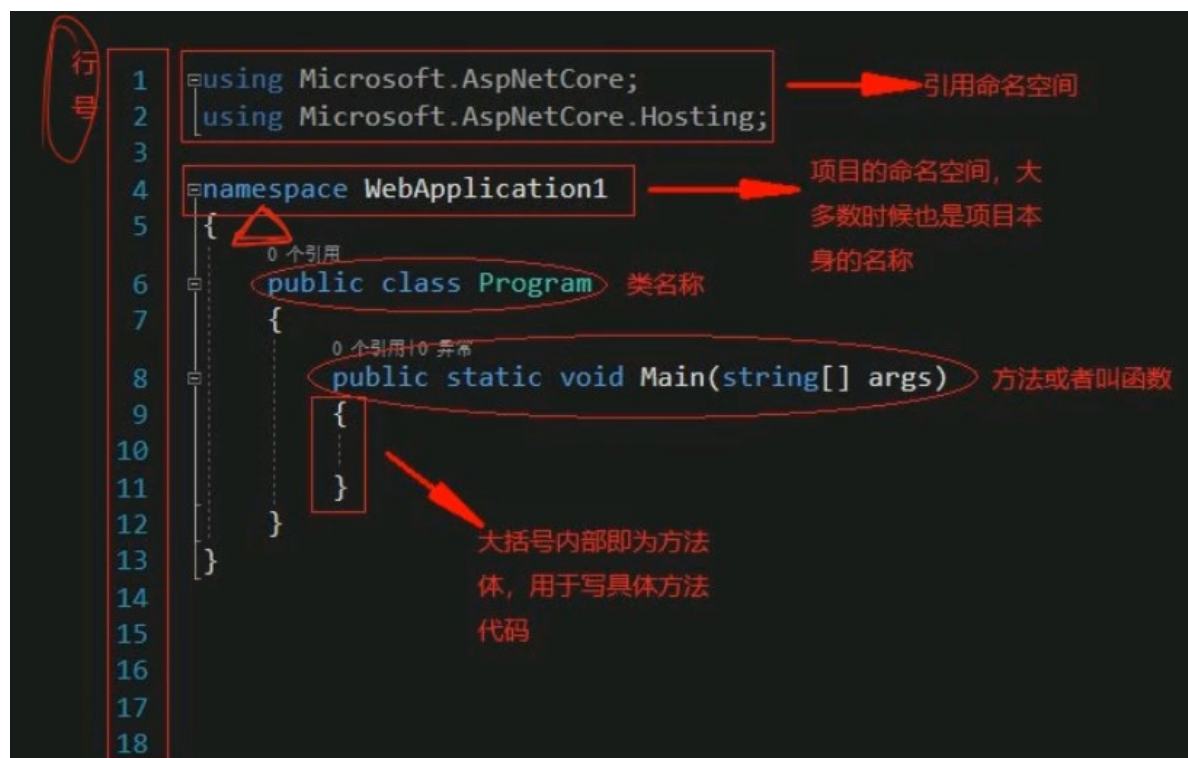 行
号
1 using Microsoft.AspNetCore; 引用命名空间
2 using Microsoft.AspNetCore.Hosting;
3
4 namespace WebApplication1
项目的命名空间，大
多数时候也是项目本
身的名称
5 {
0 个引用
6 public class Program 类名称
7 {
0 个引用|0 异常
8 public static void Main(string[] args) 方法或者叫函数
9 {
10
11 }
12 }
13 }
大括号内部即为方法
体，用于写具体方法
代码
14
15
16
17
18